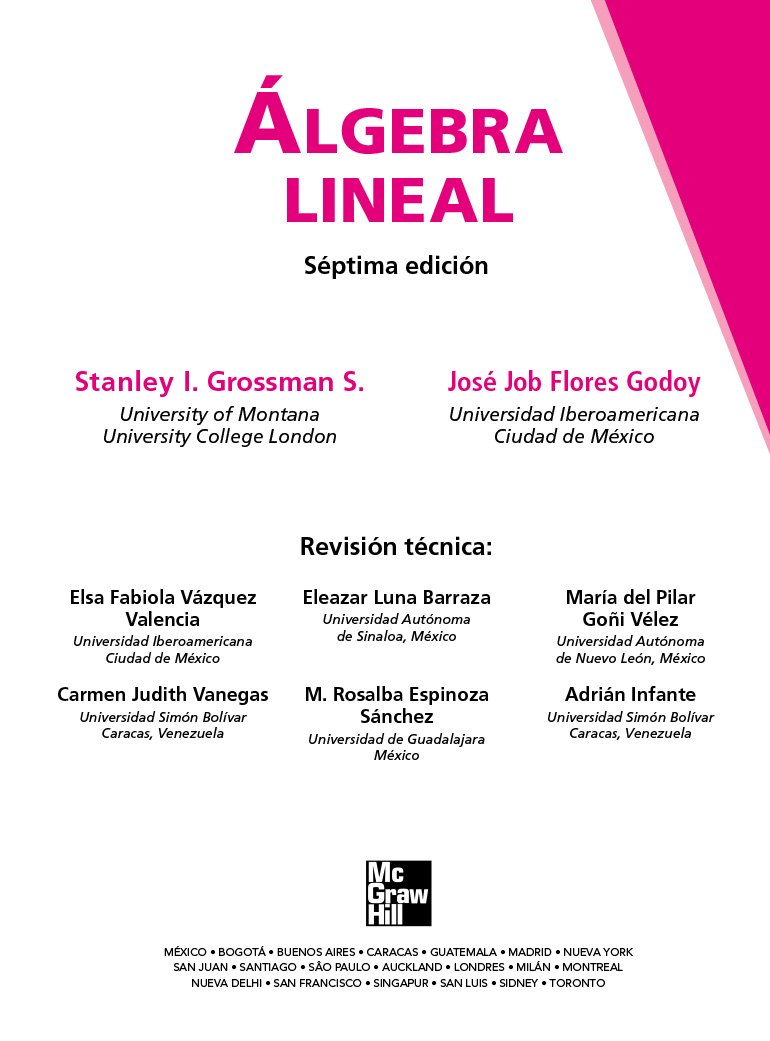 ÁLGEBRA
LINEAL
Séptima edición
Stanley I. Grossman S.
University of Montana
University College London
José Job Flores Godoy
Universidad Iberoamericana
Ciudad de México
Revisión técnica:
Elsa Fabiola Vázquez
Valencia
Universidad Iberoamericana
Ciudad de México
Eleazar Luna Barraza
Universidad Autónoma
de Sinaloa, México
María del Pilar
Goñi Vélez
Universidad Autónoma
de Nuevo León, México
Carmen Judith Vanegas
Universidad Simón Bolívar
Caracas, Venezuela
M. Rosalba Espinoza
Sánchez
Universidad de Guadalajara
México
Adrián Infante
Universidad Simón Bolívar
Caracas, Venezuela
Mc
Graw
Hill
MÉXICO • BOGOTÁ • BUENOS AIRES • CARACAS • GUATEMALA • MADRID • NUEVA YORK
SAN JUAN • SANTIAGO • SÂO PAULO • AUCKLAND • LONDRES • MILÁN • MONTREAL
NUEVA DELHI • SAN FRANCISCO • SINGAPUR • SAN LUIS • SIDNEY • TORONTO